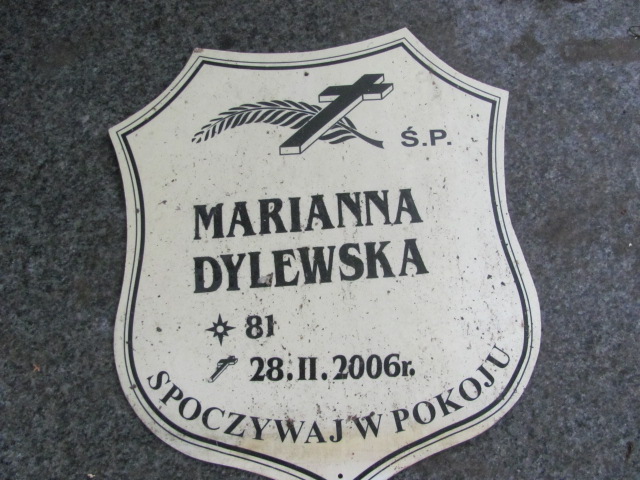 Ś.P.
MARIANNA
DYLEWSKA
81
28.II.2006r.
SPOCZYWAJ W POKOJU